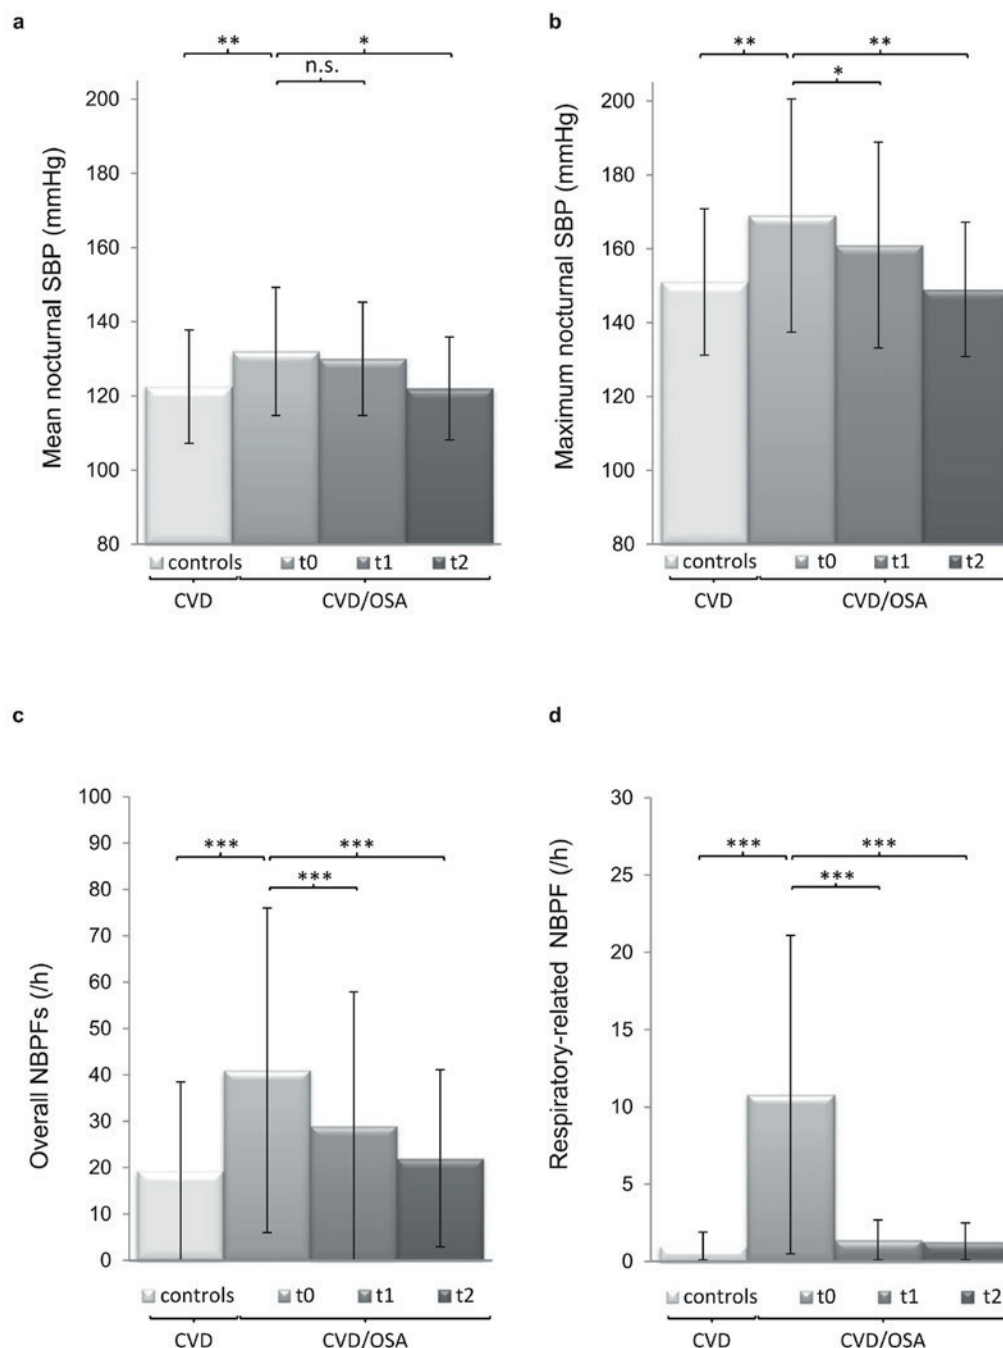 a
** *
n.s.
Mean nocturnal SBP (mmHg)
200
180
160
140
120
100
80
controls t0 t1 t2
CVD CVD/OSA
b
** **
*
Maximum nocturnal SBP (mmHg)
200
180
160
140
120
100
80
controls t0 t1 t2
CVD CVD/OSA
c
*** ***
***
Overall NBPFs (/h)
100
90
80
70
60
50
40
30
20
10
0
controls t0 t1 t2
CVD CVD/OSA
d
*** ***
***
Respiratory-related NBPF (/h)
30
25
20
15
10
5
0
controls t0 t1 t2
CVD CVD/OSA